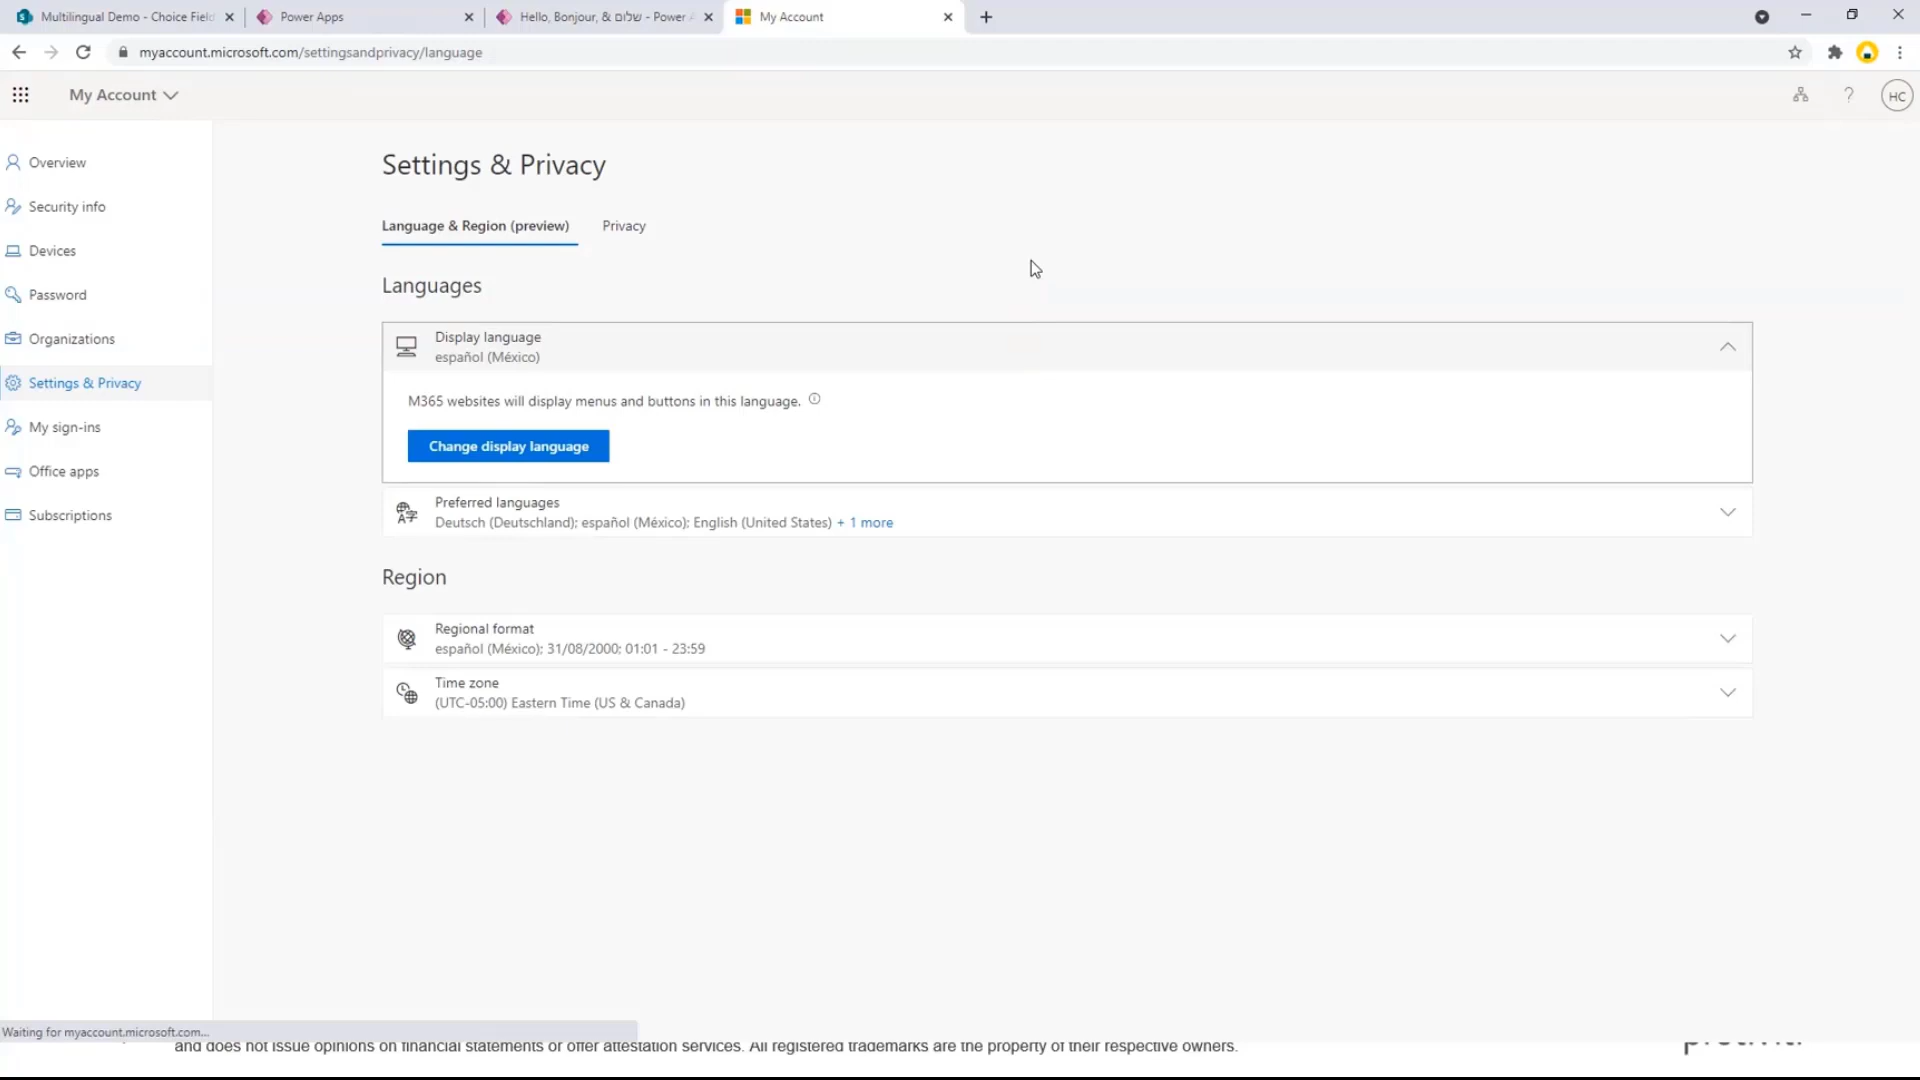 Multilingual Demo - Choice Field
Power Apps
Hello, Bonjour, & שלום - Power A
My Account
myaccount.microsoft.com/settingsandprivacy/language
My Account
?
HC
Overview
Security info
Devices
Password
Organizations
Settings & Privacy
My sign-ins
Office apps
Subscriptions
Settings & Privacy
Language & Region (preview)
Privacy
Languages
Display language
español (México)
M365 websites will display menus and buttons in this language.
Change display language
Preferred languages
Deutsch (Deutschland); español (México); English (United States) + 1 more
Region
Regional format
español (México); 31/08/2000; 01:01 - 23:59
Time zone
(UTC-05:00) Eastern Time (US & Canada)
Waiting for myaccount.microsoft.com...
and does not issue opinions on financial statements or offer attestation services. All registered trademarks are the property of their respective owners.